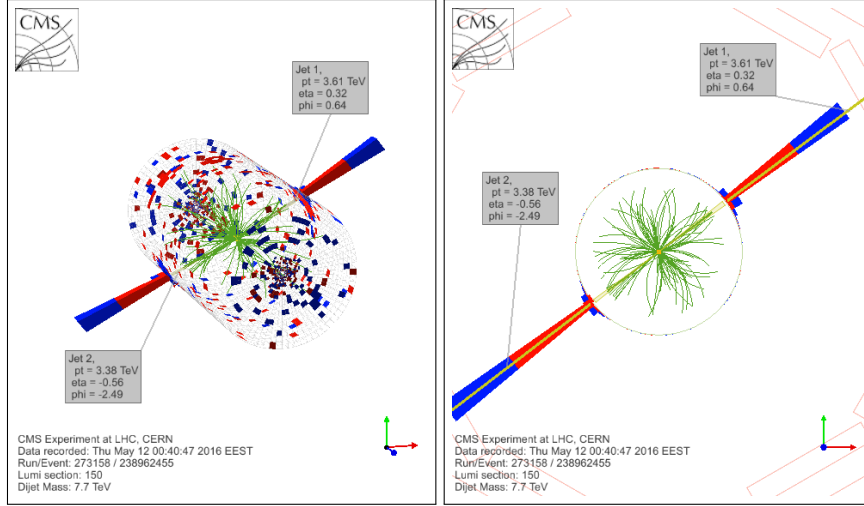 CMS
Jet 1,
pt = 3.61 TeV
eta = 0.32
phi = 0.64
Jet 2,
pt = 3.38 TeV
eta = -0.56
phi = -2.49
CMS Experiment at LHC, CERN
Data recorded: Thu May 12 00:40:47 2016 EEST
Run/Event: 273158 / 238962455
Lumi section: 150
Dijet Mass: 7.7 TeV
CMS
Jet 1,
pt = 3.61 TeV
eta = 0.32
phi = 0.64
Jet 2,
pt = 3.38 TeV
eta = -0.56
phi = -2.49
CMS Experiment at LHC, CERN
Data recorded: Thu May 12 00:40:47 2016 EEST
Run/Event: 273158 / 238962455
Lumi section: 150
Dijet Mass: 7.7 TeV